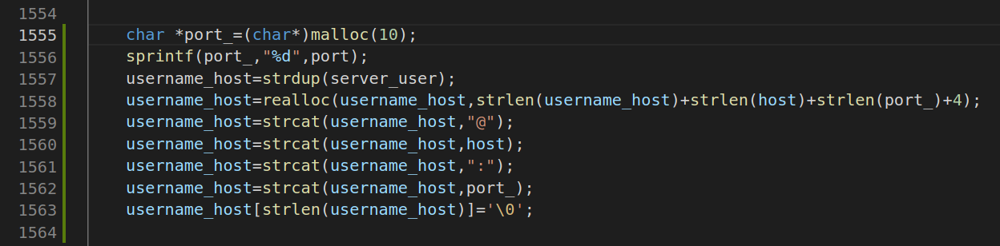 1554
1555 char *port_=(char*)malloc(10);
1556 sprintf(port_,"%d",port);
1557 username_host=strdup(server_user);
1558 username_host=realloc(username_host,strlen(username_host)+strlen(host)+strlen(port_)+4);
1559 username_host=strcat(username_host,"@");
1560 username_host=strcat(username_host,host);
1561 username_host=strcat(username_host,":");
1562 username_host=strcat(username_host,port_);
1563 username_host[strlen(username_host)]='\0';
1564